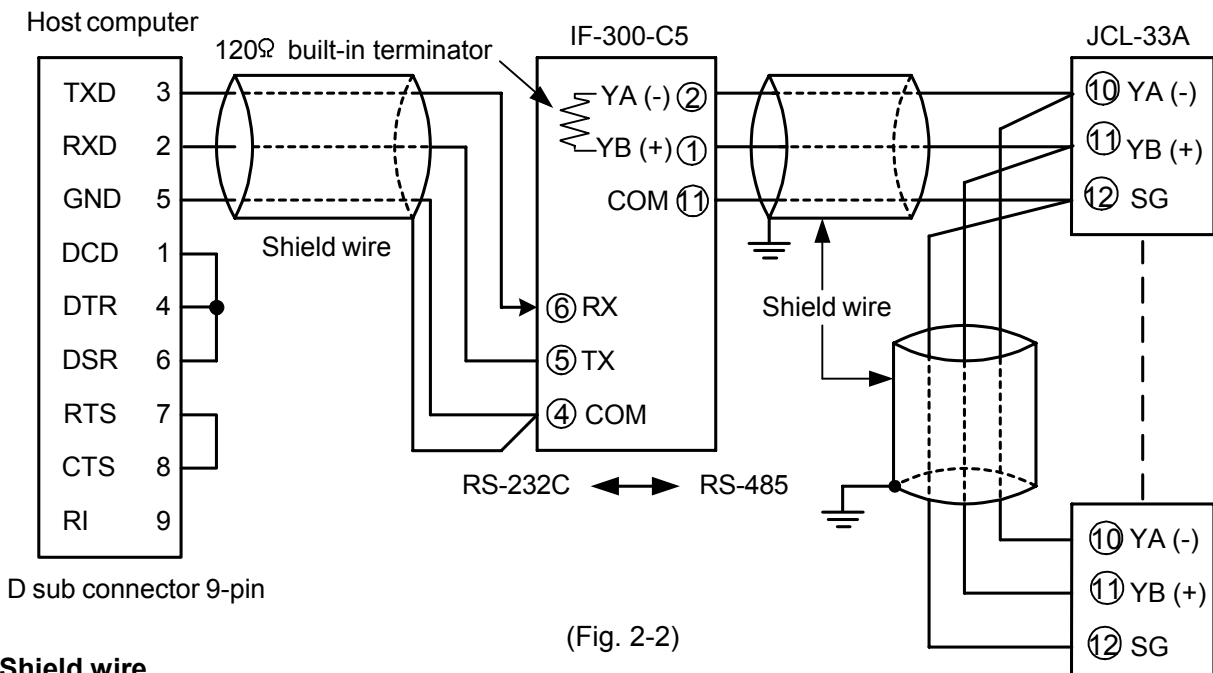 Host computer
120Ω built-in terminator
IF-300-C5
JCL-33A
TXD 3
RXD 2
GND 5
DCD 1
DTR 4
DSR 6
RTS 7
CTS 8
RI 9
D sub connector 9-pin
Shield wire
YA (-) ②
YB (+) ①
COM ⑪
⑥ RX
⑤ TX
④ COM
RS-232C RS-485
Shield wire
⑩ YA (-)
⑪ YB (+)
⑫ SG
⑩ YA (-)
⑪ YB (+)
⑫ SG
(Fig. 2-2)
Shield wire